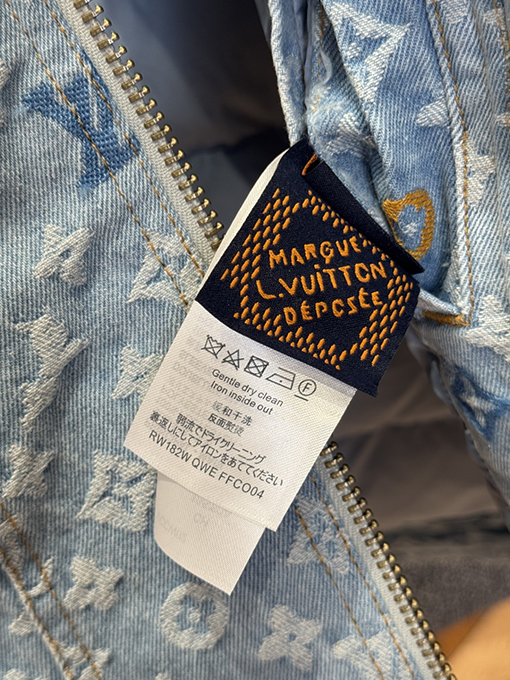 MARQUE
L.VUITTON
DÉPOSÉE
F
Gentle dry clean
Iron inside out
缓和干洗
反面熨烫
弱流でドライクリーニング
裏返しにしてアイロンをあててください
RW182W QWE FFCO04